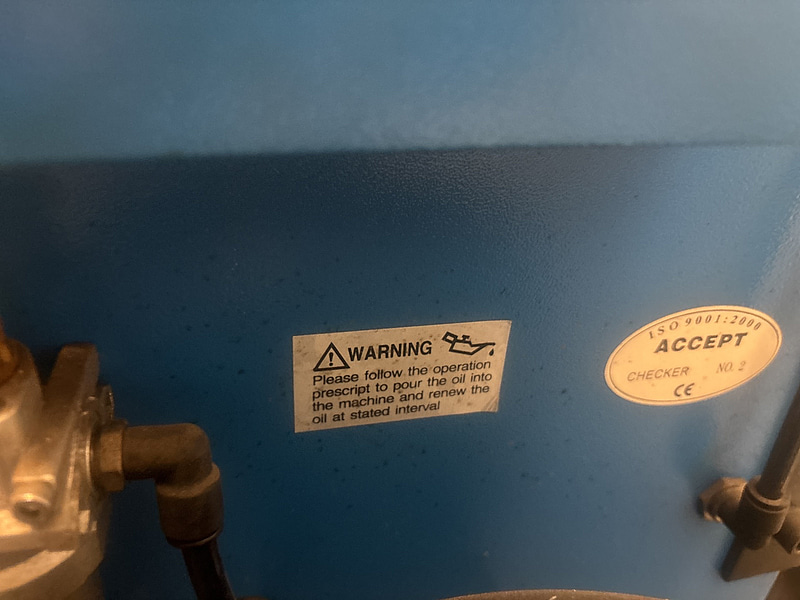 WARNING
Please follow the operation
prescript to pour the oil into
the machine and renew the
oil at stated interval
ISO 9001:2000
ACCEPT
CHECKER NO. 2
CE